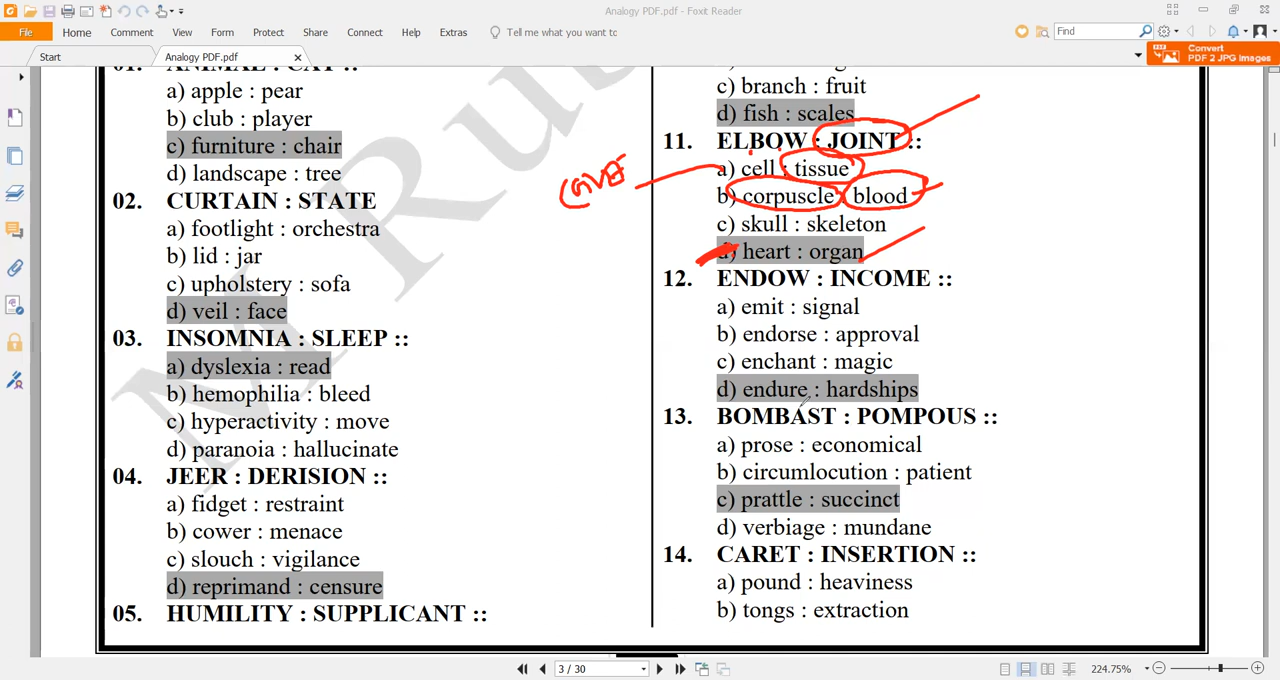 Analogy PDF.pdf - Foxit Reader
File Home Comment View Form Protect Share Connect Help Extras Tell me what you want to Find
Convert
PDF 2 JPG Images
Start Analogy PDF.pdf
01. ANIMAL : CAT ::
a) apple : pear
b) club : player
c) furniture : chair
d) landscape : tree
02. CURTAIN : STATE
a) footlight : orchestra
b) lid : jar
c) upholstery : sofa
d) veil : face
03. INSOMNIA : SLEEP ::
a) dyslexia : read
b) hemophilia : bleed
c) hyperactivity : move
d) paranoia : hallucinate
04. JEER : DERISION ::
a) fidget : restraint
b) cower : menace
c) slouch : vigilance
d) reprimand : censure
05. HUMILITY : SUPPLICANT ::
c) branch : fruit
d) fish : scales
11. ELBOW : JOINT ::
a) cell : tissue
b) corpuscle : blood
c) skull : skeleton
d) heart : organ
12. ENDOW : INCOME ::
a) emit : signal
b) endorse : approval
c) enchant : magic
d) endure : hardships
13. BOMBAST : POMPOUS ::
a) prose : economical
b) circumlocution : patient
c) prattle : succinct
d) verbiage : mundane
14. CARET : INSERTION ::
a) pound : heaviness
b) tongs : extraction
M Ru
3 / 30
224.75%